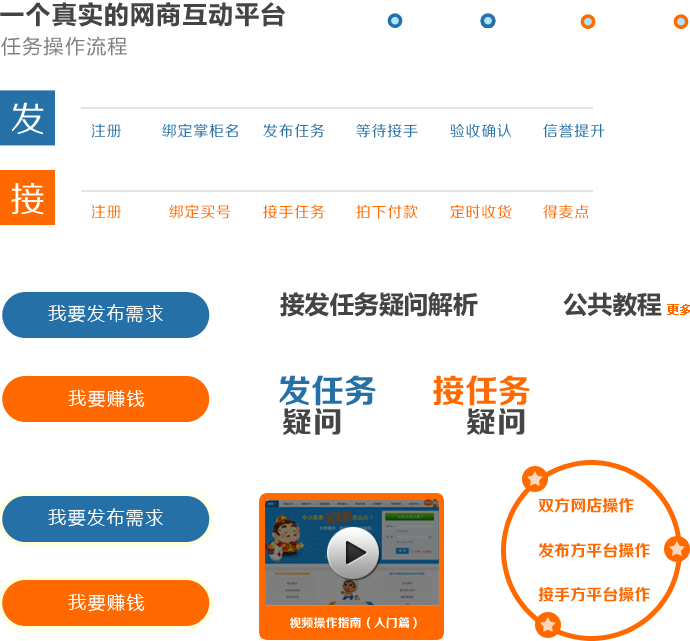 一个真实的网商互动平台
任务操作流程
发
注册 绑定掌柜名 发布任务 等待接手 验收确认 信誉提升
接
注册 绑定买号 接手任务 拍下付款 定时收货 得麦点
我要发布需求
接发任务疑问解析
公共教程 更多
我要赚钱
发任务
疑问
接任务
疑问
我要发布需求
我要赚钱
视频操作指南（入门篇）
双方网店操作
发布方平台操作
接手方平台操作